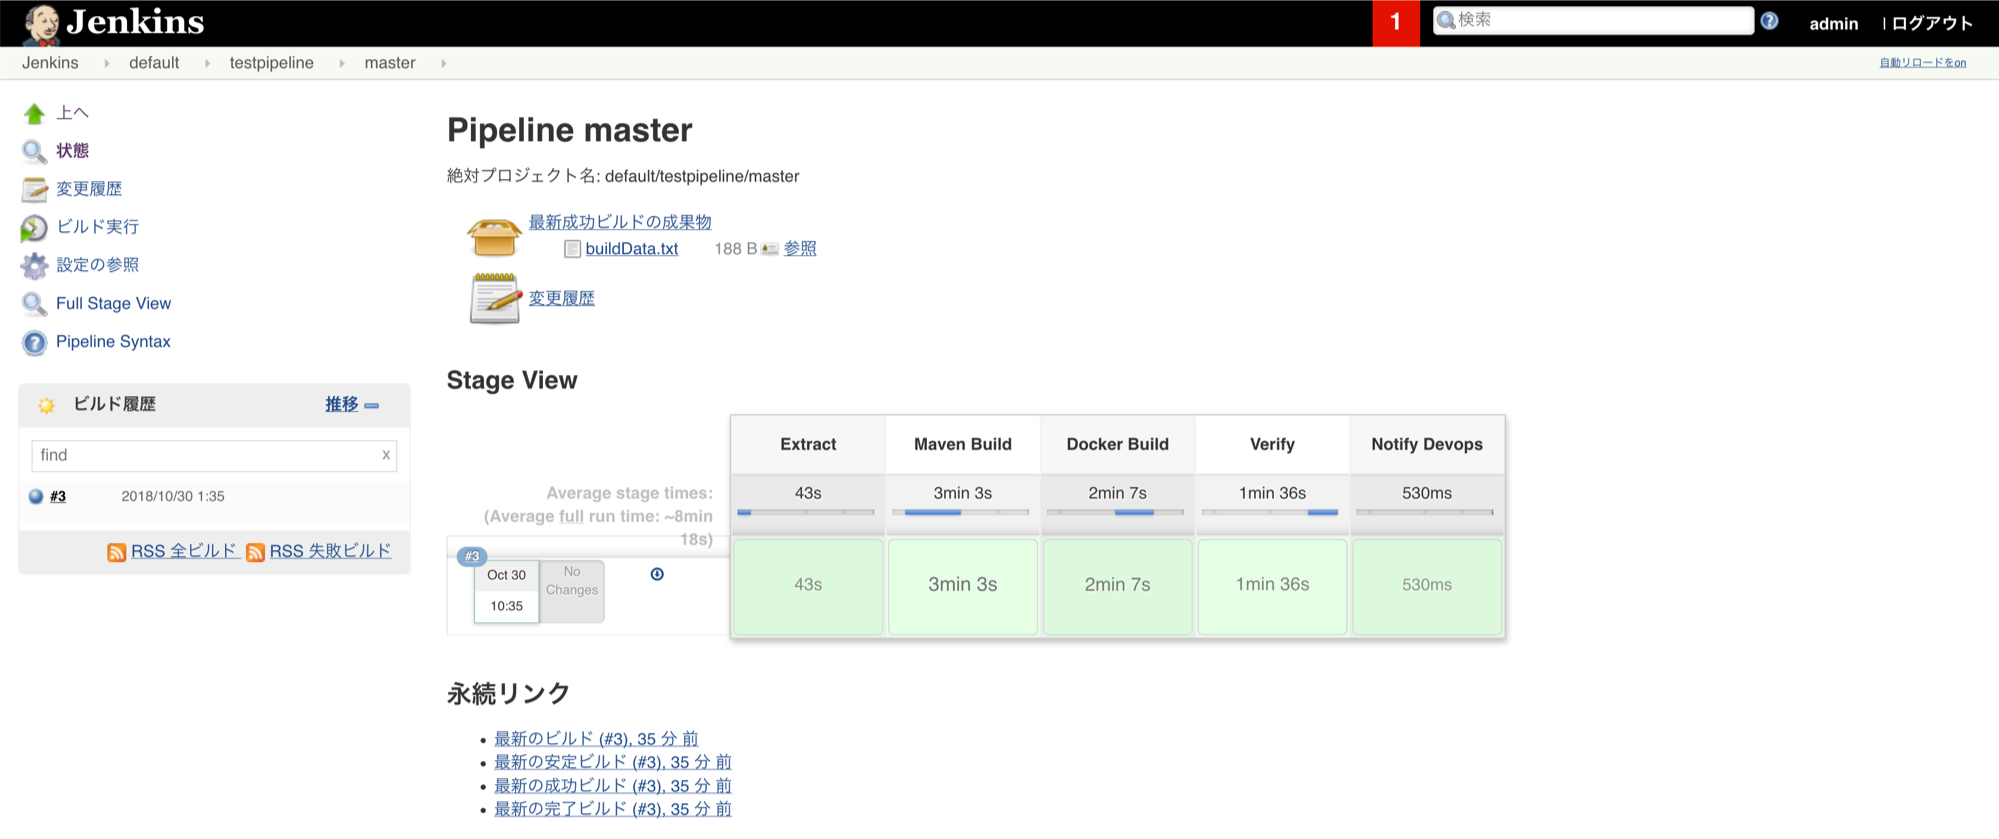 Jenkins
1
検索
admin
| ログアウト
Jenkins
default
testpipeline
master
自動リロードをon
上へ
状態
変更履歴
ビルド実行
設定の参照
Full Stage View
Pipeline Syntax
ビルド履歴
推移
find
x
#3
2018/10/30 1:35
RSS 全ビルド
RSS 失敗ビルド
Pipeline master
絶対プロジェクト名: default/testpipeline/master
最新成功ビルドの成果物
buildData.txt
188 B
参照
変更履歴
Stage View
Extract
Maven Build
Docker Build
Verify
Notify Devops
Average stage times:
(Average full run time: ~8min
18s)
43s
3min 3s
2min 7s
1min 36s
530ms
#3
Oct 30
10:35
No
Changes
43s
3min 3s
2min 7s
1min 36s
530ms
永続リンク
最新のビルド (#3), 35 分 前
最新の安定ビルド (#3), 35 分 前
最新の成功ビルド (#3), 35 分 前
最新の完了ビルド (#3), 35 分 前